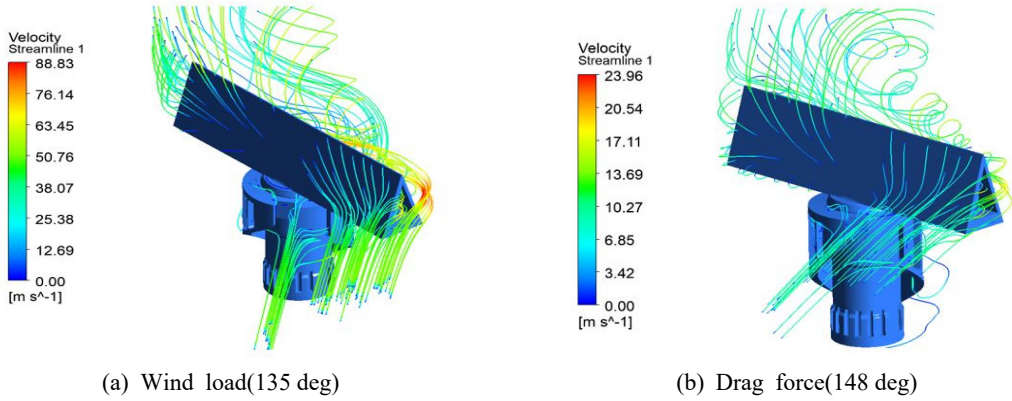 Velocity
Streamline 1
88.83
76.14
63.45
50.76
38.07
25.38
12.69
0.00
[m s^-1]
Velocity
Streamline 1
23.96
20.54
17.11
13.69
10.27
6.85
3.42
0.00
[m s^-1]
(a) Wind load(135 deg)
(b) Drag force(148 deg)